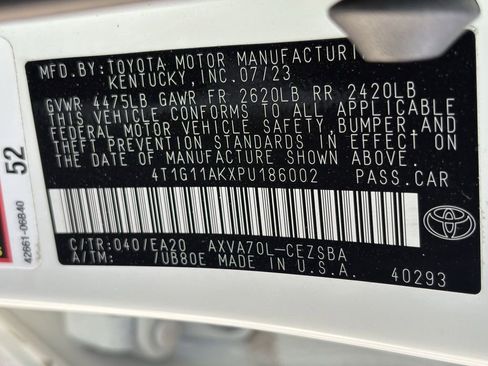 MFD.BY:TOYOTA MOTOR MANUFACTURI
KENTUCKY, INC.07/23
GVWR 4475LB GAWR FR 2620LB RR 2420LB
THIS VEHICLE CONFORMS TO ALL APPLICABLE
FEDERAL MOTOR VEHICLE SAFETY,BUMPER,AND
THEFT PREVENTION STANDARDS IN EFFECT ON
THE DATE OF MANUFACTURE SHOWN ABOVE.
4T1G11AKXPU186002 PASS.CAR
C/TR:040/EA20 AXVA70L-CEZSBA
A/TM: /UB80E MADE IN U.S.A. 40293
52
42661-06B40